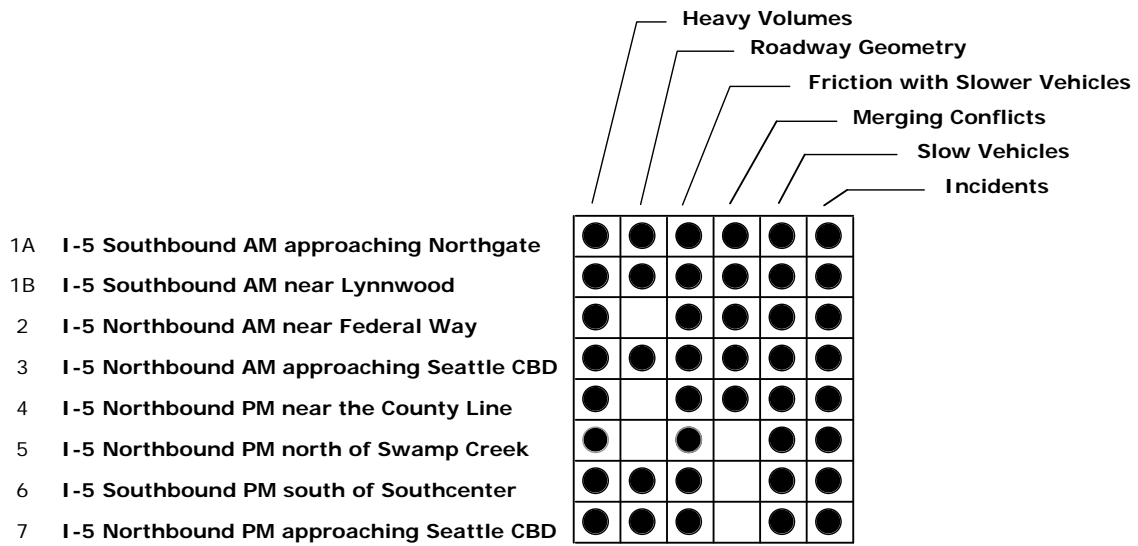 Heavy Volumes
Roadway Geometry
Friction with Slower Vehicles
Merging Conflicts
Slow Vehicles
Incidents
1A I-5 Southbound AM approaching Northgate
1B I-5 Southbound AM near Lynnwood
2 I-5 Northbound AM near Federal Way
3 I-5 Northbound AM approaching Seattle CBD
4 I-5 Northbound PM near the County Line
5 I-5 Northbound PM north of Swamp Creek
6 I-5 Southbound PM south of Southcenter
7 I-5 Northbound PM approaching Seattle CBD